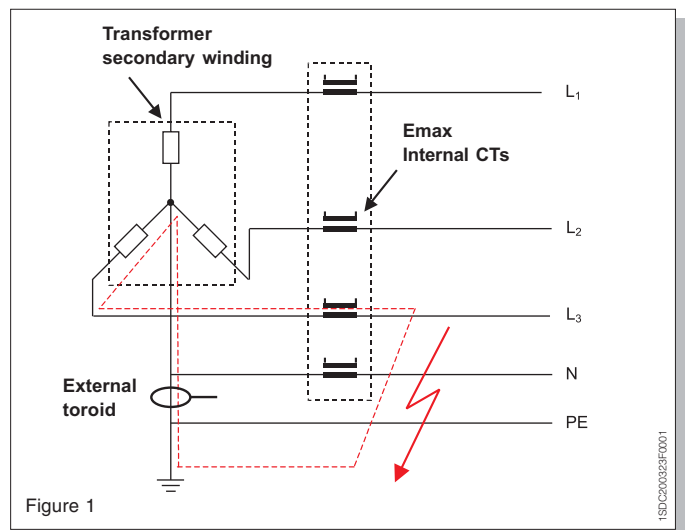 Transformer
secondary winding
L₁
Emax
Internal CTs
L₂
L₃
N
External
toroid
PE
Figure 1
1SDC200323F0001